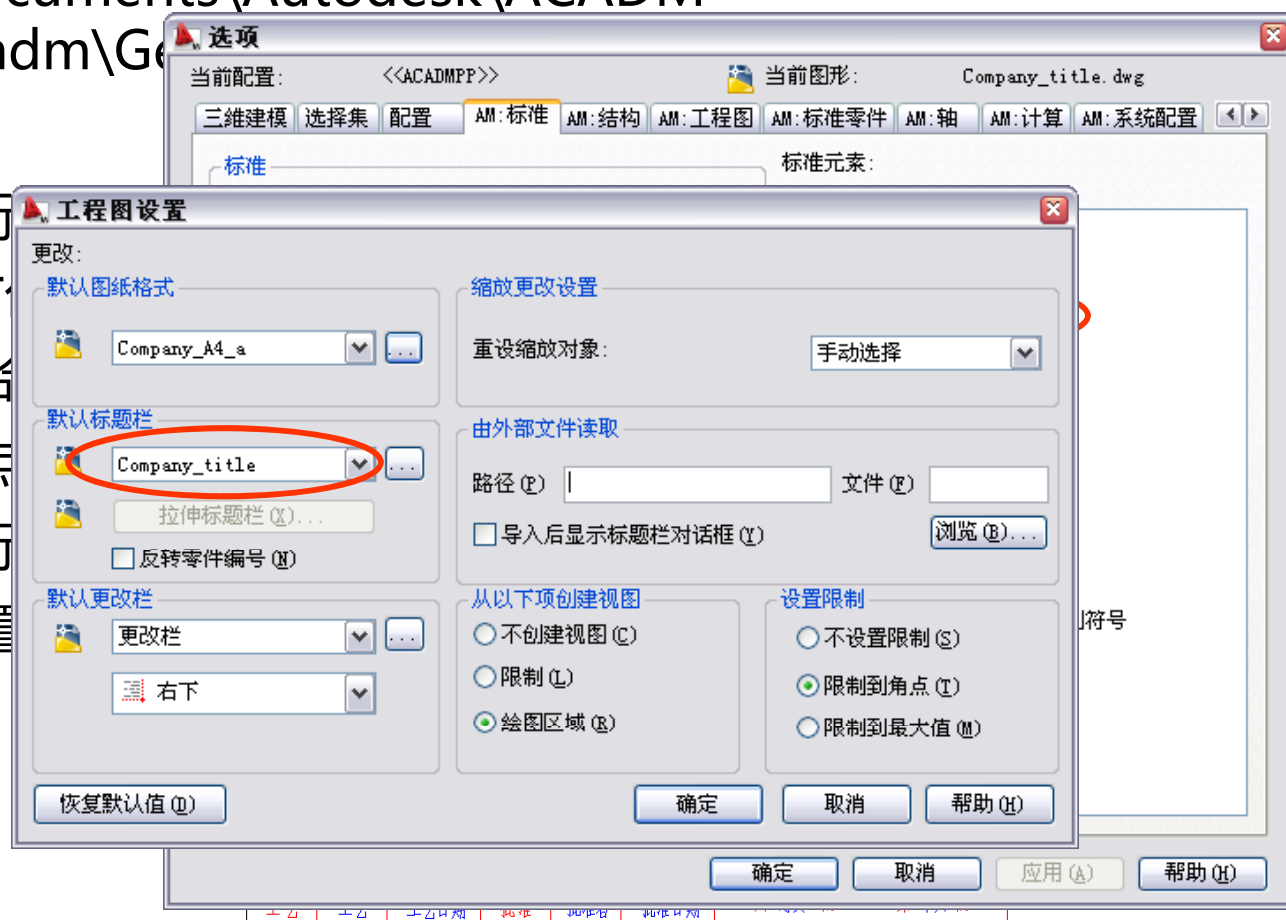 cuments\Autodesk\ACADM
adm\Ge
选项
当前配置: <<ACADMPP>> 当前图形: Company_title.dwg
三维建模 选择集 配置 AM:标准 AM:结构 AM:工程图 AM:标准零件 AM:轴 AM:计算 AM:系统配置
标准 标准元素:
工程图设置
更改:
默认图纸格式 缩放更改设置
Company_A4_a ... 重设缩放对象: 手动选择
默认标题栏 由外部文件读取
Company_title ... 路径(P) 文件(F)
拉伸标题栏(X)...
导入后显示标题栏对话框(Y) 浏览(B)...
反转零件编号(N)
默认更改栏 从以下项创建视图 设置限制
更改栏 ... 不创建视图(C) 不设置限制(S)
则符号
右下 限制(L) 限制到角点(T)
绘图区域(R) 限制到最大值(M)
恢复默认值(D) 确定 取消 帮助(H)
确定 取消 应用(A) 帮助(H)